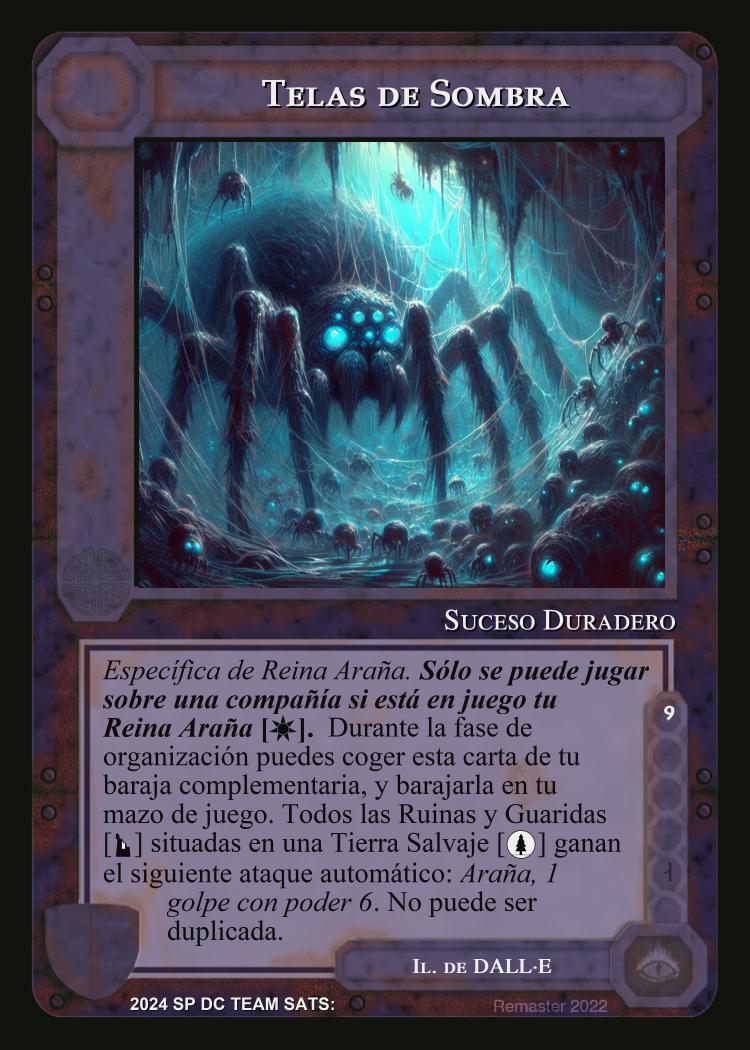 Telas de Sombra
Suceso Duradero
Específica de Reina Araña. Sólo se puede jugar
sobre una compañía si está en juego tu
Reina Araña [☀]. Durante la fase de
organización puedes coger esta carta de tu
baraja complementaria, y barajarla en tu
mazo de juego. Todos las Ruinas y Guaridas
[] situadas en una Tierra Salvaje [] ganan
el siguiente ataque automático: Araña, 1
golpe con poder 6. No puede ser
duplicada.
9
Il. de DALL·E
2024 SP DC TEAM SATS:
Remaster 2022